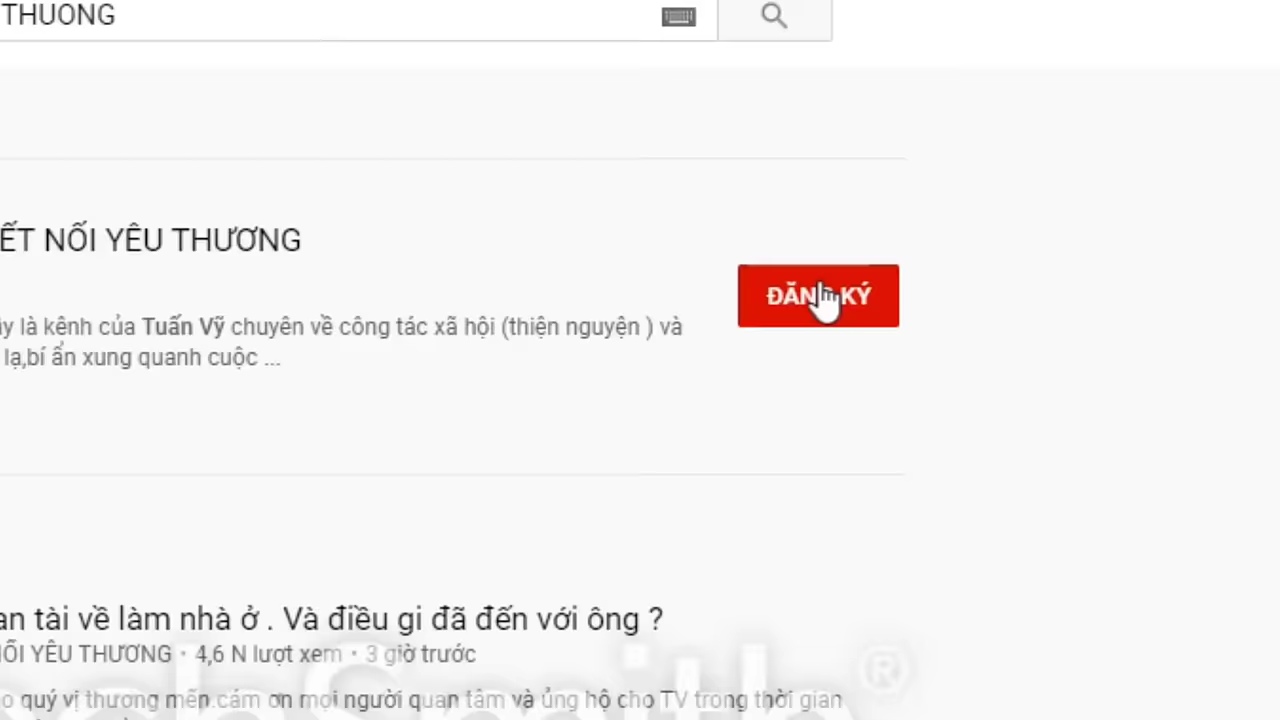 THUONG
ẾT NỐI YÊU THƯƠNG
ĐĂNG KÝ
ây là kênh của Tuấn Vỹ chuyên về công tác xã hội (thiện nguyện ) và
lạ,bí ẩn xung quanh cuộc ...
an tài về làm nhà ở . Và điều gi đã đến với ông ?
NỐI YÊU THƯƠNG · 4,6 N lượt xem · 3 giờ trước
o quý vị thương mến.cám ơn mọi người quan tâm và ủng hộ cho TV trong thời gian